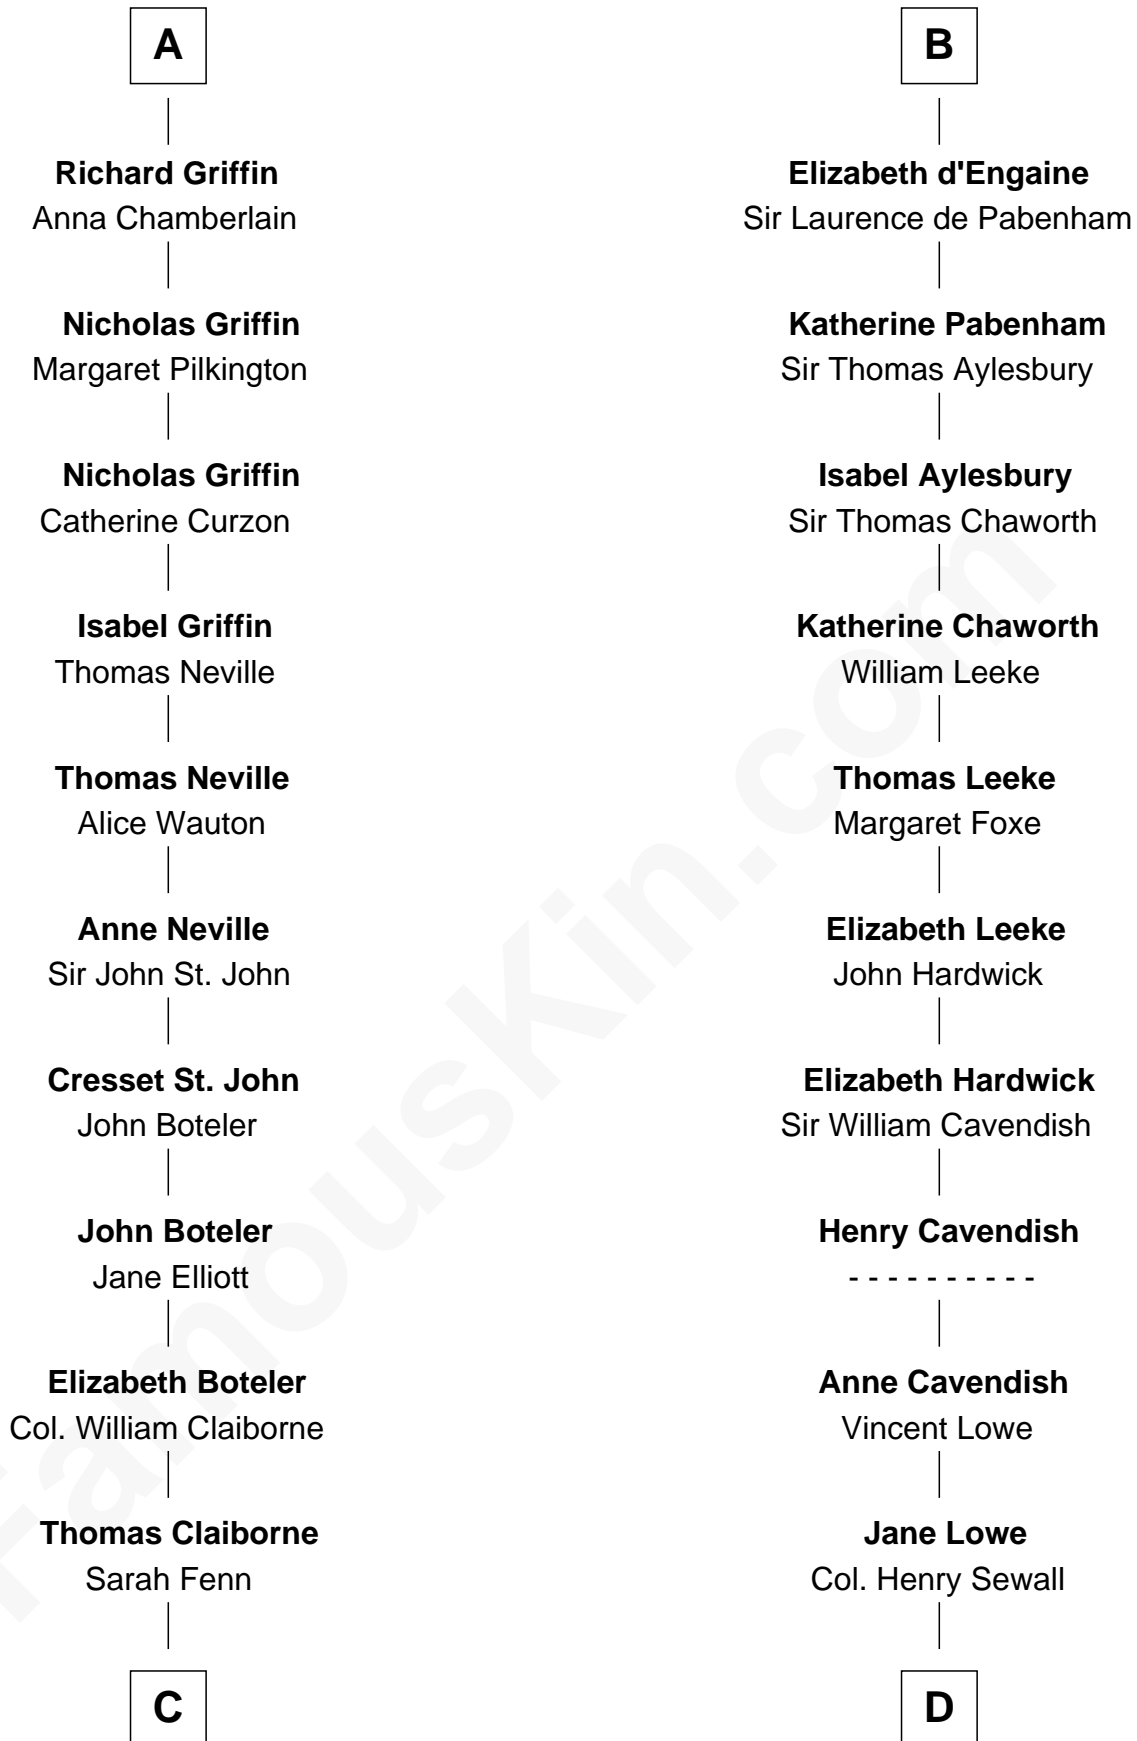 A
Richard Griffin
Anna Chamberlain
Nicholas Griffin
Margaret Pilkington
Nicholas Griffin
Catherine Curzon
Isabel Griffin
Thomas Neville
Thomas Neville
Alice Wauton
Anne Neville
Sir John St. John
Cresset St. John
John Boteler
John Boteler
Jane Elliott
Elizabeth Boteler
Col. William Claiborne
Thomas Claiborne
Sarah Fenn
C
B
Elizabeth d'Engaine
Sir Laurence de Pabenham
Katherine Pabenham
Sir Thomas Aylesbury
Isabel Aylesbury
Sir Thomas Chaworth
Katherine Chaworth
William Leeke
Thomas Leeke
Margaret Foxe
Elizabeth Leeke
John Hardwick
Elizabeth Hardwick
Sir William Cavendish
Henry Cavendish
- - - - - - - - - -
Anne Cavendish
Vincent Lowe
Jane Lowe
Col. Henry Sewall
D
FamousKin.com